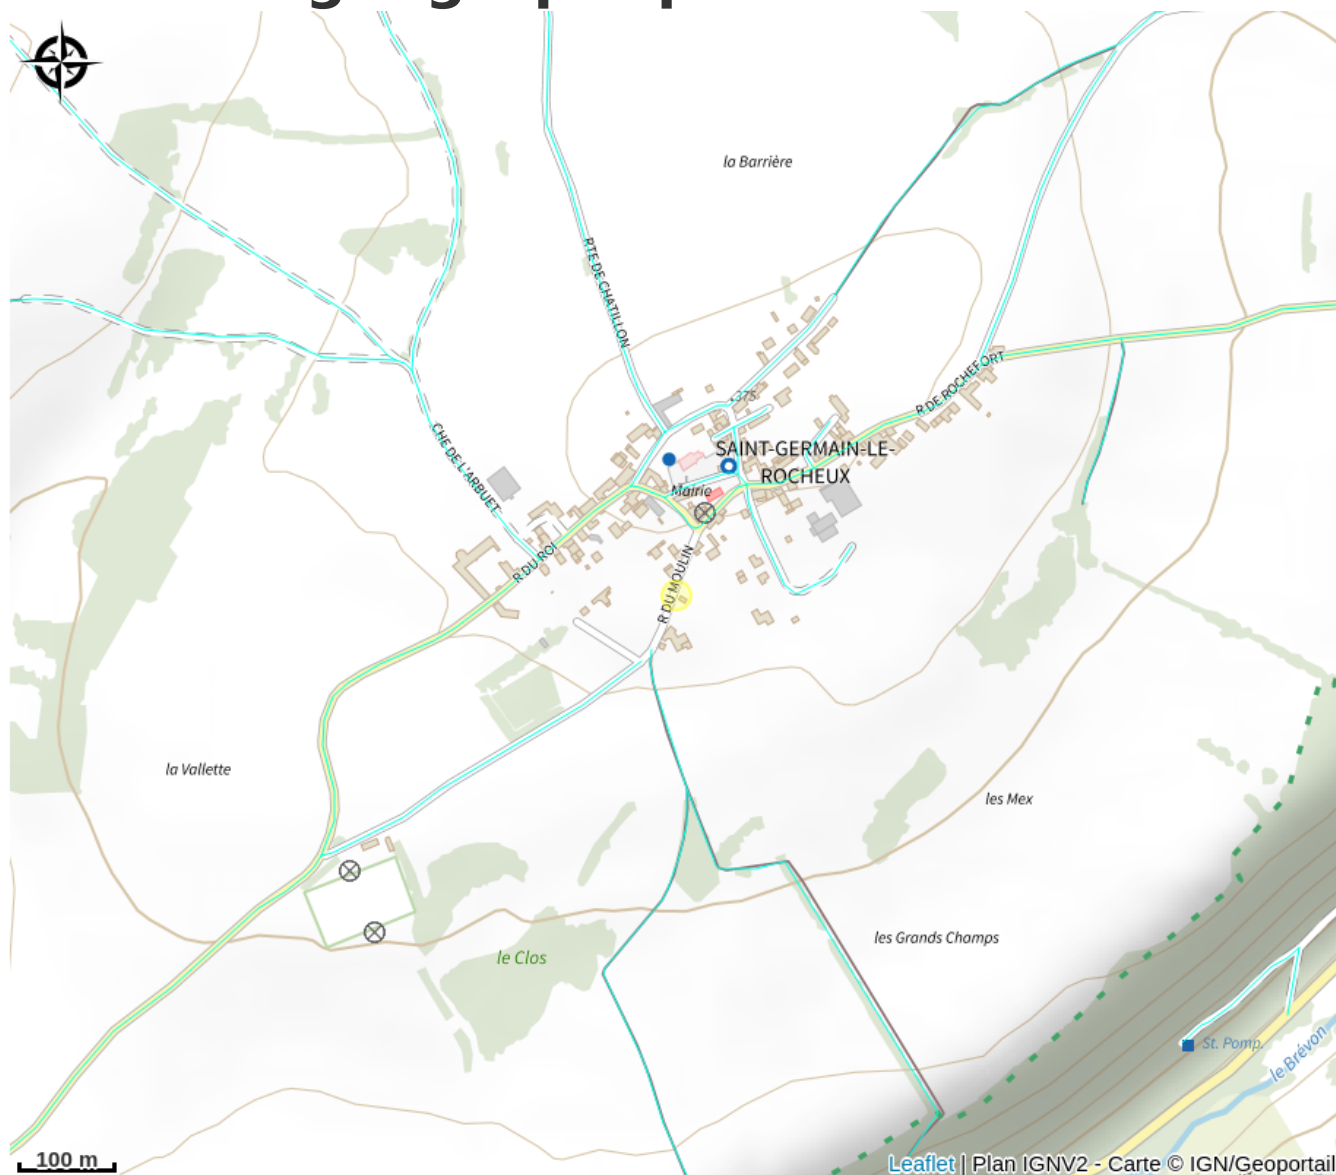 la Barrière
RTE DE CHATILLON
R DE ROCHEFORT
375
CHE DE L'ARBUET
SAINT-GERMAIN-LE-
ROCHEUX
Mairie
R DU ROI
R DU MOULIN
la Vallette
les Mex
les Grands Champs
le Clos
St. Pomp.
le Brévon
100 m
Leaflet | Plan IGNV2 - Carte © IGN/Geoportail